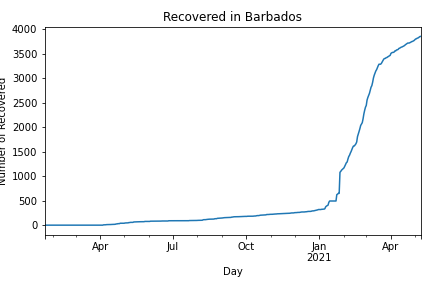 Recovered in Barbados
Number of Recovered
4000
3500
3000
2500
2000
1500
1000
500
0
Apr
Jul
Oct
Jan
2021
Apr
Day